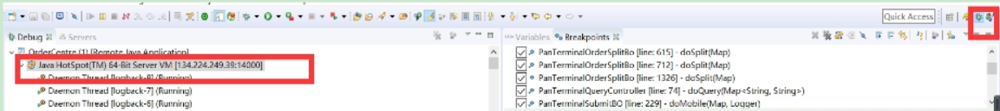 Quick Access
Debug Servers
Variables Breakpoints
OrderCentre (1) [Remote Java Application]
Java HotSpot(TM) 64-Bit Server VM [134.224.249.39:14000]
Daemon Thread [logback-8] (Running)
Daemon Thread [logback-7] (Running)
Daemon Thread [logback-6] (Running)
PanTerminalOrderSplitBo [line: 615] - doSplit(Map)
PanTerminalOrderSplitBo [line: 712] - doSplit(Map)
PanTerminalOrderSplitBo [line: 1326] - doSplit(Map)
PanTerminalQueryController [line: 74] - doQuery(Map<String, String>)
PanTerminalSubmitBO [line: 229] - doMobile(Map, Logger)